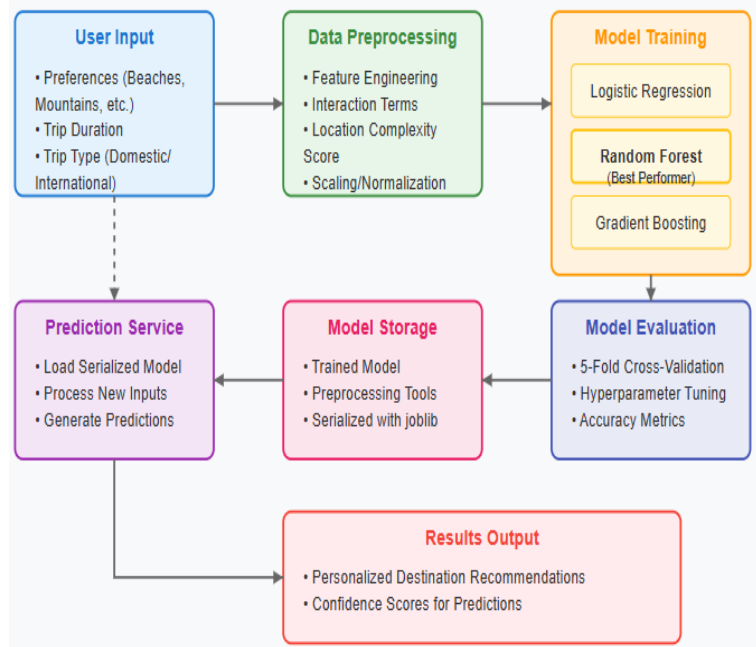 User Input
• Preferences (Beaches,
Mountains, etc.)
• Trip Duration
• Trip Type (Domestic/
International)
Data Preprocessing
• Feature Engineering
• Interaction Terms
• Location Complexity
Score
• Scaling/Normalization
Model Training
Logistic Regression
Random Forest
(Best Performer)
Gradient Boosting
Prediction Service
• Load Serialized Model
• Process New Inputs
• Generate Predictions
Model Storage
• Trained Model
• Preprocessing Tools
• Serialized with joblib
Model Evaluation
• 5-Fold Cross-Validation
• Hyperparameter Tuning
• Accuracy Metrics
Results Output
• Personalized Destination Recommendations
• Confidence Scores for Predictions